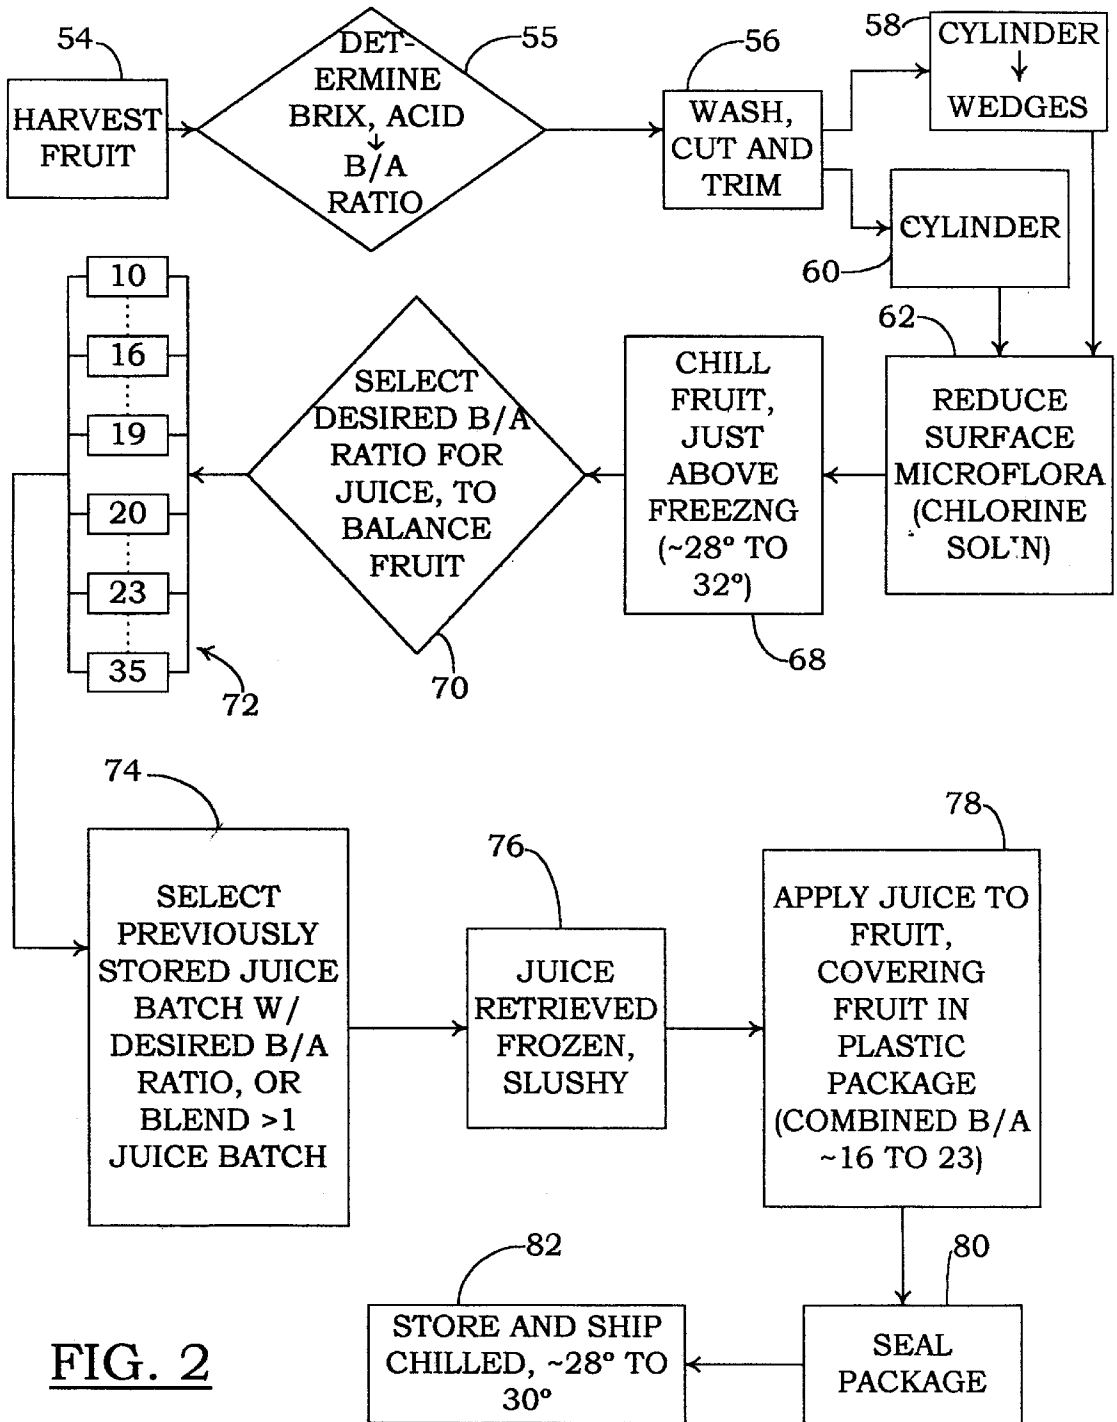 54
HARVEST
FRUIT
55
DET-
ERMINE
BRIX, ACID
↓
B/A
RATIO
56
WASH,
CUT AND
TRIM
58
CYLINDER
↓
WEDGES
60
CYLINDER
62
REDUCE
SURFACE
MICROFLORA
(CHLORINE
SOL'N)
68
CHILL
FRUIT,
JUST
ABOVE
FREEZNG
(~28° TO
32°)
70
SELECT
DESIRED B/A
RATIO FOR
JUICE, TO
BALANCE
FRUIT
72
10
16
19
20
23
35
74
SELECT
PREVIOUSLY
STORED JUICE
BATCH W/
DESIRED B/A
RATIO, OR
BLEND >1
JUICE BATCH
76
JUICE
RETRIEVED
FROZEN,
SLUSHY
78
APPLY JUICE TO
FRUIT,
COVERING
FRUIT IN
PLASTIC
PACKAGE
(COMBINED B/A
~16 TO 23)
80
SEAL
PACKAGE
82
STORE AND SHIP
CHILLED, ~28° TO
30°
FIG. 2